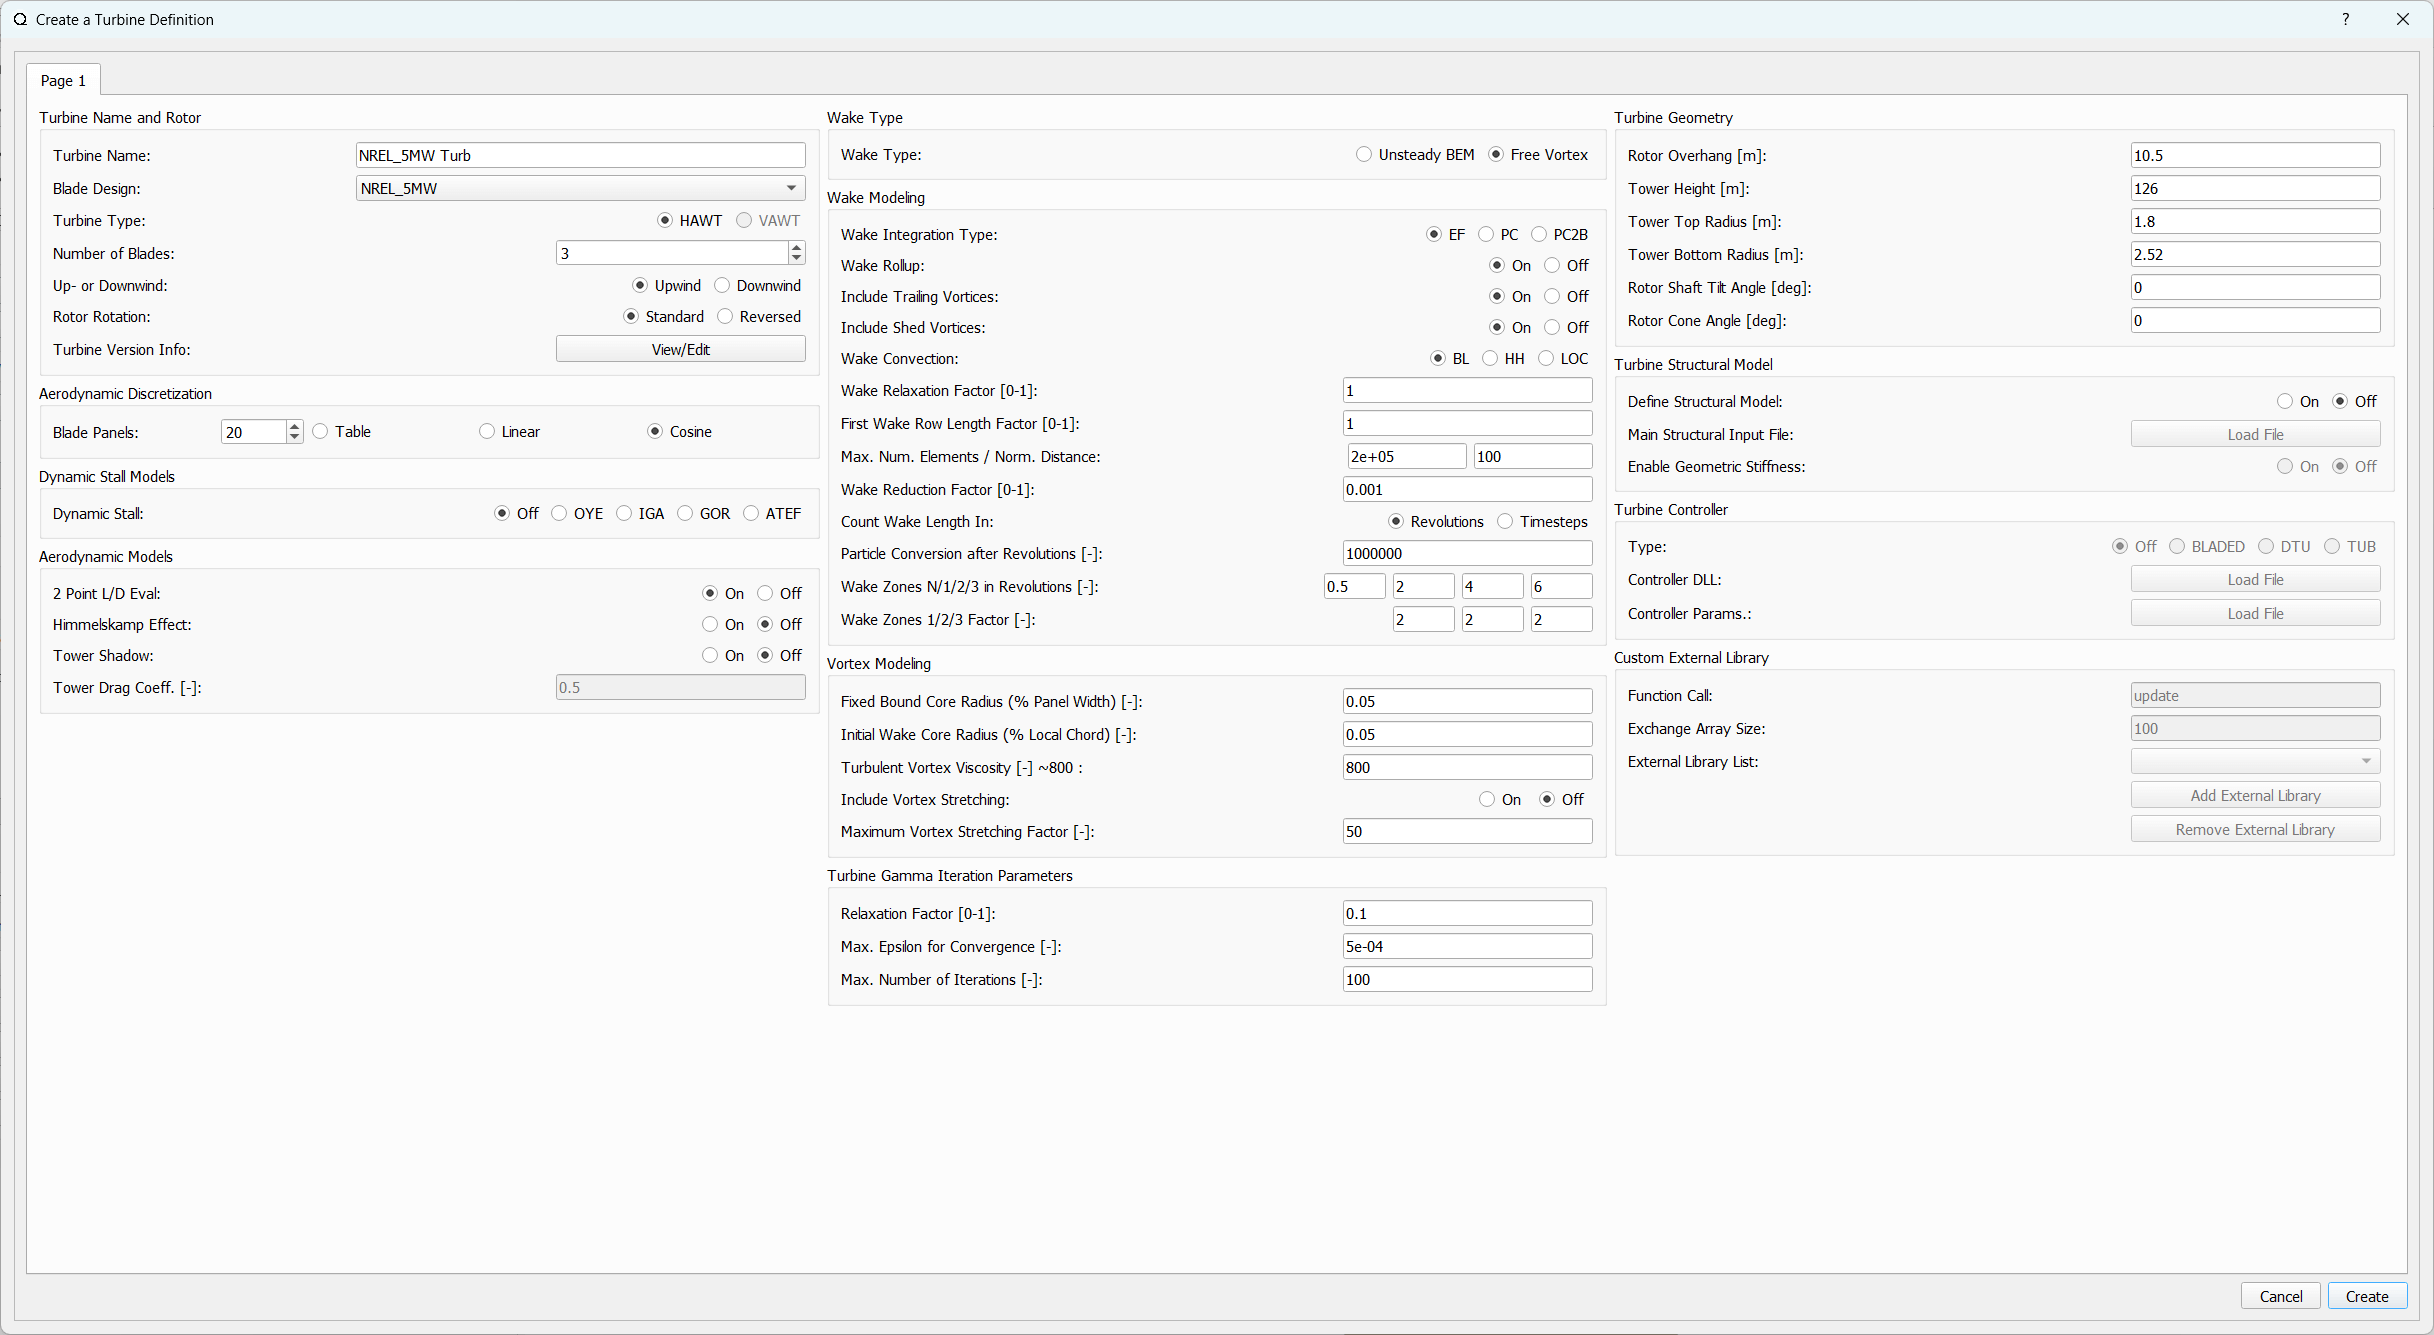 Create a Turbine Definition
?
Page 1
Turbine Name and Rotor
Turbine Name: NREL_5MW Turb
Blade Design: NREL_5MW
Turbine Type: HAWT VAWT
Number of Blades: 3
Up- or Downwind: Upwind Downwind
Rotor Rotation: Standard Reversed
Turbine Version Info: View/Edit
Aerodynamic Discretization
Blade Panels: 20 Table Linear Cosine
Dynamic Stall Models
Dynamic Stall: Off OYE IGA GOR ATEF
Aerodynamic Models
2 Point L/D Eval: On Off
Himmelskamp Effect: On Off
Tower Shadow: On Off
Tower Drag Coeff. [-]: 0.5
Wake Type
Wake Type: Unsteady BEM Free Vortex
Wake Modeling
Wake Integration Type: EF PC PC2B
Wake Rollup: On Off
Include Trailing Vortices: On Off
Include Shed Vortices: On Off
Wake Convection: BL HH LOC
Wake Relaxation Factor [0-1]: 1
First Wake Row Length Factor [0-1]: 1
Max. Num. Elements / Norm. Distance: 2e+05 100
Wake Reduction Factor [0-1]: 0.001
Count Wake Length In: Revolutions Timesteps
Particle Conversion after Revolutions [-]: 1000000
Wake Zones N/1/2/3 in Revolutions [-]: 0.5 2 4 6
Wake Zones 1/2/3 Factor [-]: 2 2 2
Vortex Modeling
Fixed Bound Core Radius (% Panel Width) [-]: 0.05
Initial Wake Core Radius (% Local Chord) [-]: 0.05
Turbulent Vortex Viscosity [-] ~800 : 800
Include Vortex Stretching: On Off
Maximum Vortex Stretching Factor [-]: 50
Turbine Gamma Iteration Parameters
Relaxation Factor [0-1]: 0.1
Max. Epsilon for Convergence [-]: 5e-04
Max. Number of Iterations [-]: 100
Turbine Geometry
Rotor Overhang [m]: 10.5
Tower Height [m]: 126
Tower Top Radius [m]: 1.8
Tower Bottom Radius [m]: 2.52
Rotor Shaft Tilt Angle [deg]: 0
Rotor Cone Angle [deg]: 0
Turbine Structural Model
Define Structural Model: On Off
Main Structural Input File: Load File
Enable Geometric Stiffness: On Off
Turbine Controller
Type: Off BLADED DTU TUB
Controller DLL: Load File
Controller Params.: Load File
Custom External Library
Function Call: update
Exchange Array Size: 100
External Library List:
Add External Library
Remove External Library
Cancel Create